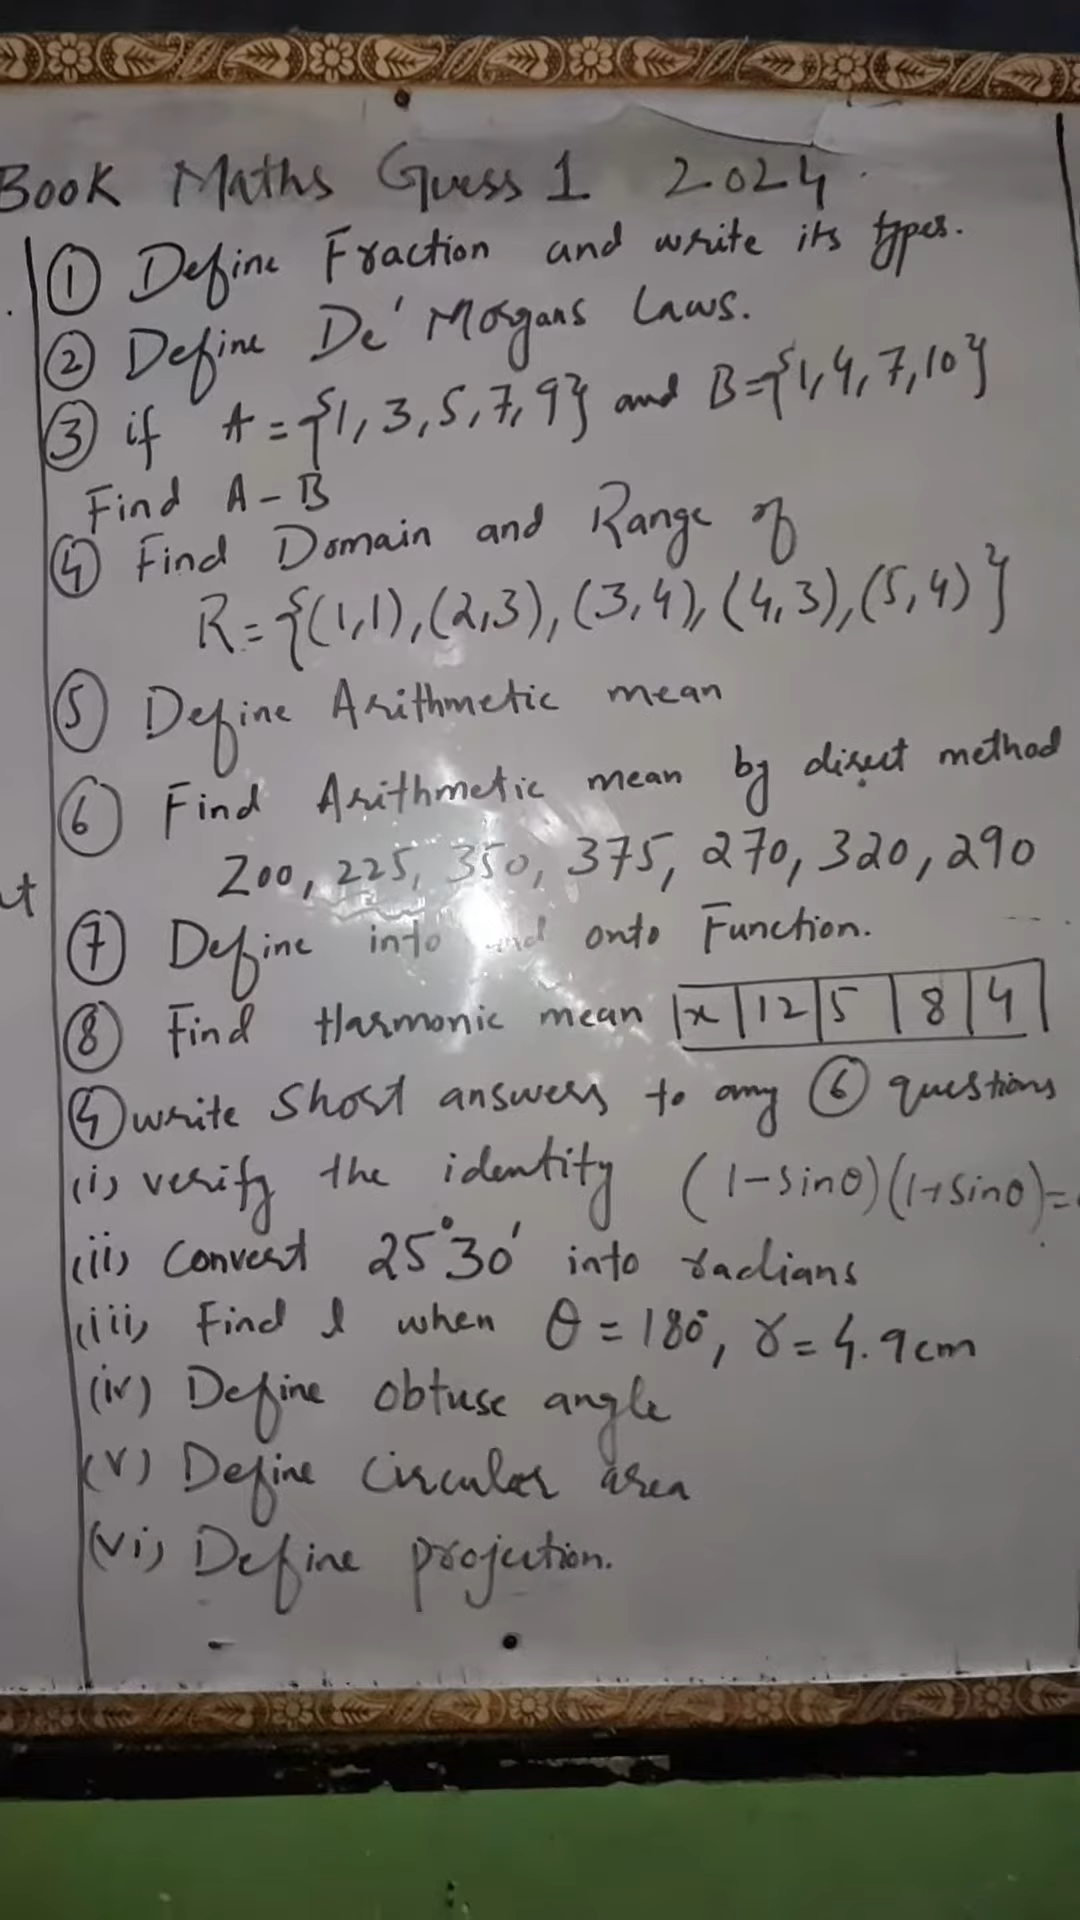 Book Maths Guess 1 2024
① Define Fraction and write its types.
② Define De'Morgans Laws.
③ if A = {1, 3, 5, 7, 9} and B = {1, 4, 7, 10}
Find A - B
④ Find Domain and Range of
R = {(1,1), (2,3), (3,4), (4,3), (5,4)}
⑤ Define Arithmetic mean
⑥ Find Arithmetic mean by direct method
200, 225, 350, 375, 270, 320, 290
ut
⑦ Define into and onto Function.
⑧ Find Harmonic mean x 12 5 8 4
④ write Short answers to any ⑥ questions
(i) verify the identity (1-sinθ)(1+sinθ)=
(ii) Convert 25°30' into radians
(iii) Find l when θ = 180°, r = 4.9cm
(iv) Define obtuse angle
(v) Define circular area
(vi) Define projection.